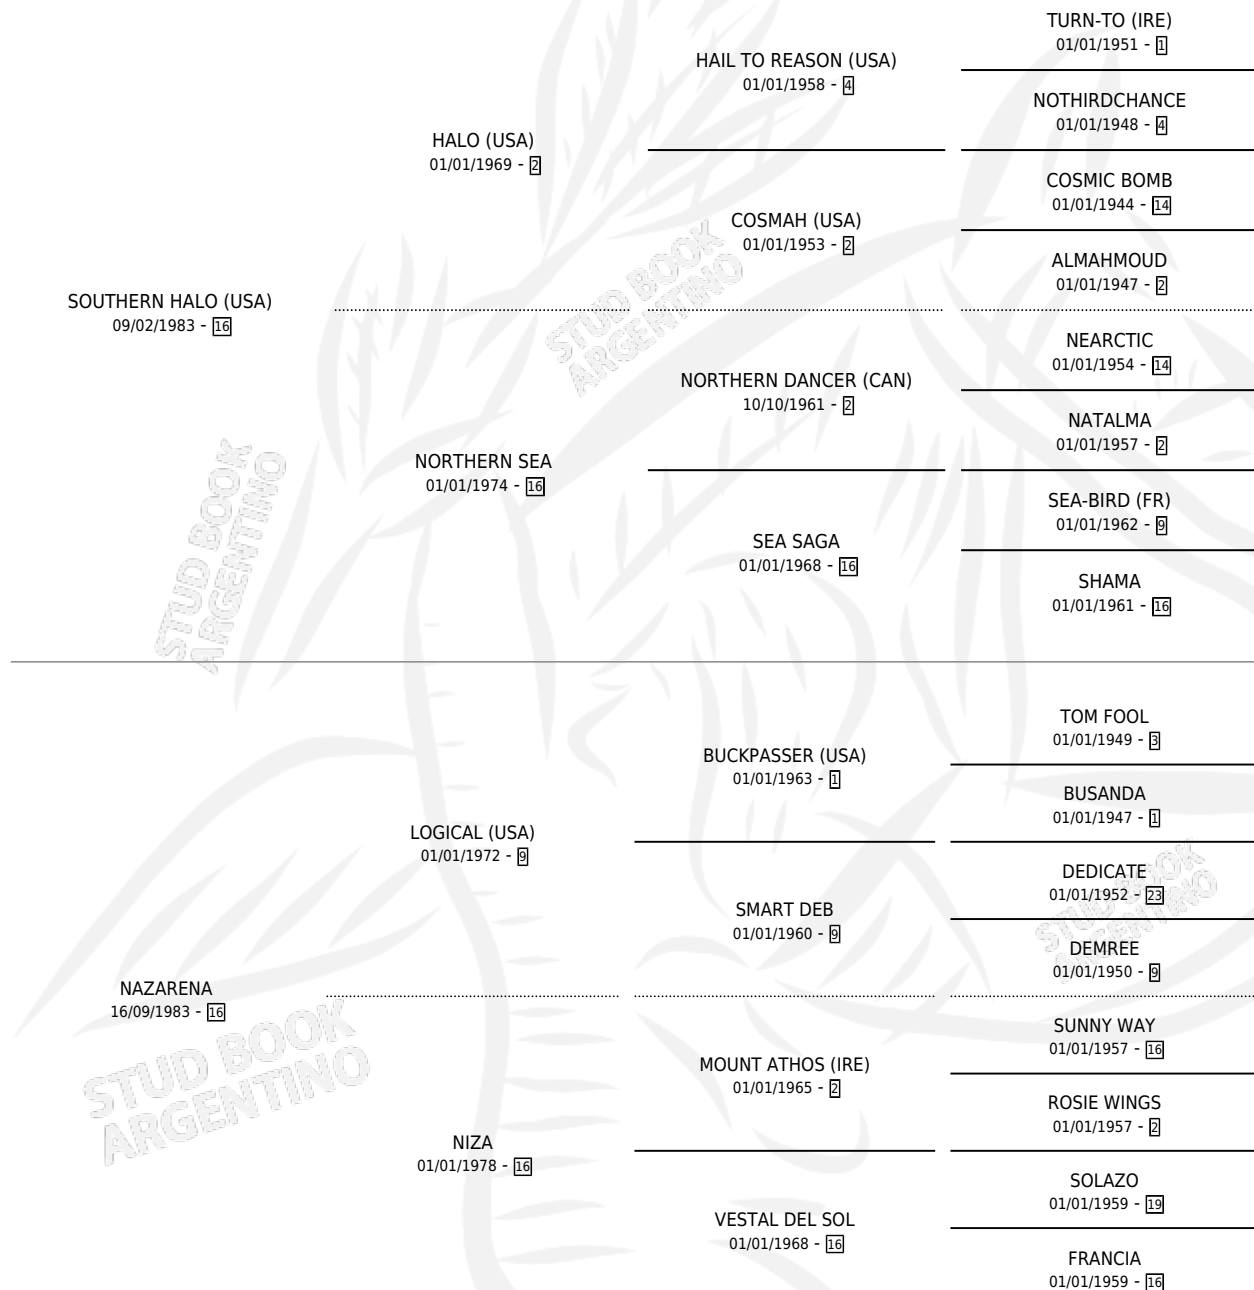 TURN-TO (IRE)
01/01/1951 - 1
HAIL TO REASON (USA)
01/01/1958 - 4
NOTHIRDCHANCE
01/01/1948 - 4
HALO (USA)
01/01/1969 - 2
COSMIC BOMB
01/01/1944 - 14
COSMAH (USA)
01/01/1953 - 2
ALMAHMOUD
01/01/1947 - 2
SOUTHERN HALO (USA)
09/02/1983 - 16
NEARCTIC
01/01/1954 - 14
NORTHERN DANCER (CAN)
10/10/1961 - 2
NATALMA
01/01/1957 - 2
NORTHERN SEA
01/01/1974 - 16
SEA-BIRD (FR)
01/01/1962 - 9
SEA SAGA
01/01/1968 - 16
SHAMA
01/01/1961 - 16
TOM FOOL
01/01/1949 - 3
BUCKPASSER (USA)
01/01/1963 - 1
BUSANDA
01/01/1947 - 1
LOGICAL (USA)
01/01/1972 - 9
DEDICATE
01/01/1952 - 23
SMART DEB
01/01/1960 - 9
DEMREE
01/01/1950 - 9
NAZARENA
16/09/1983 - 16
SUNNY WAY
01/01/1957 - 16
MOUNT ATHOS (IRE)
01/01/1965 - 2
ROSIE WINGS
01/01/1957 - 2
NIZA
01/01/1978 - 16
SOLAZO
01/01/1959 - 19
VESTAL DEL SOL
01/01/1968 - 16
FRANCIA
01/01/1959 - 16
STUD BOOK
ARGENTINO
STUD BOOK
ARGENTINO
STUD BOOK
ARGENTINO
STUD BOOK
ARGENTINO